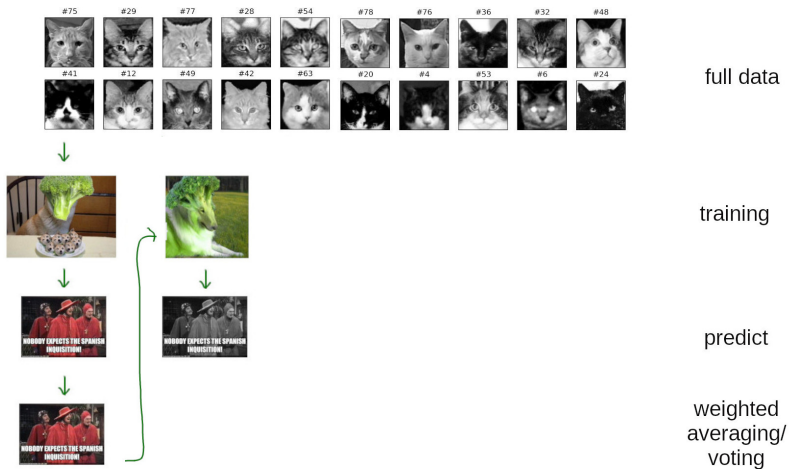 #75 #29 #77 #28 #54 #78 #76 #36 #32 #48
#41 #12 #49 #42 #63 #20 #4 #53 #6 #24
full data
training
NOBODY EXPECTS THE SPANISH
INQUISITION!
NOBODY EXPECTS THE SPANISH
INQUISITION!
predict
NOBODY EXPECTS THE SPANISH
INQUISITION!
weighted
averaging/
voting